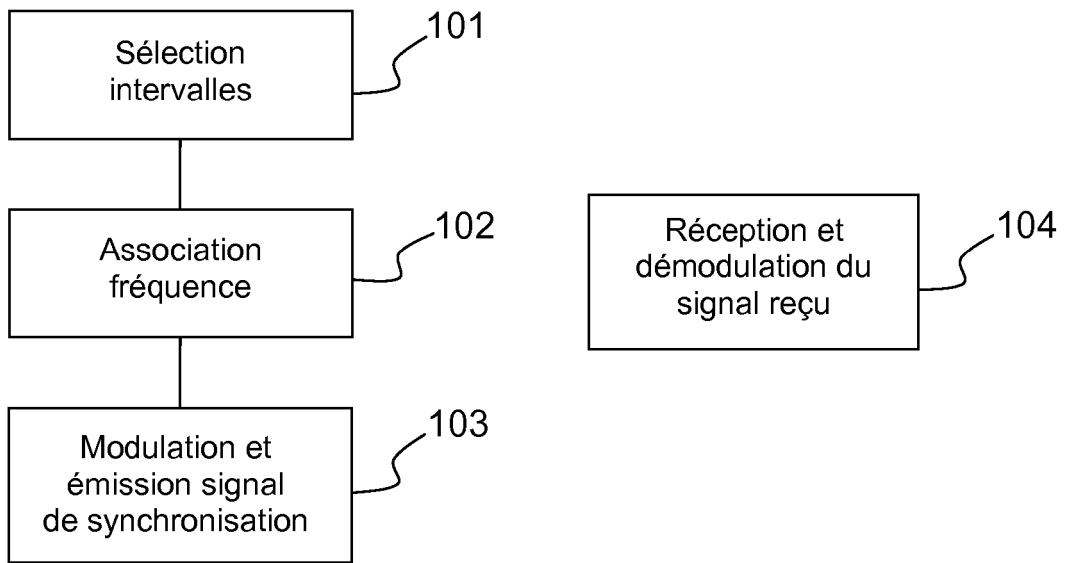 101
Sélection
intervalles
102
Association
fréquence
103
Modulation et
émission signal
de synchronisation
104
Réception et
démodulation du
signal reçu